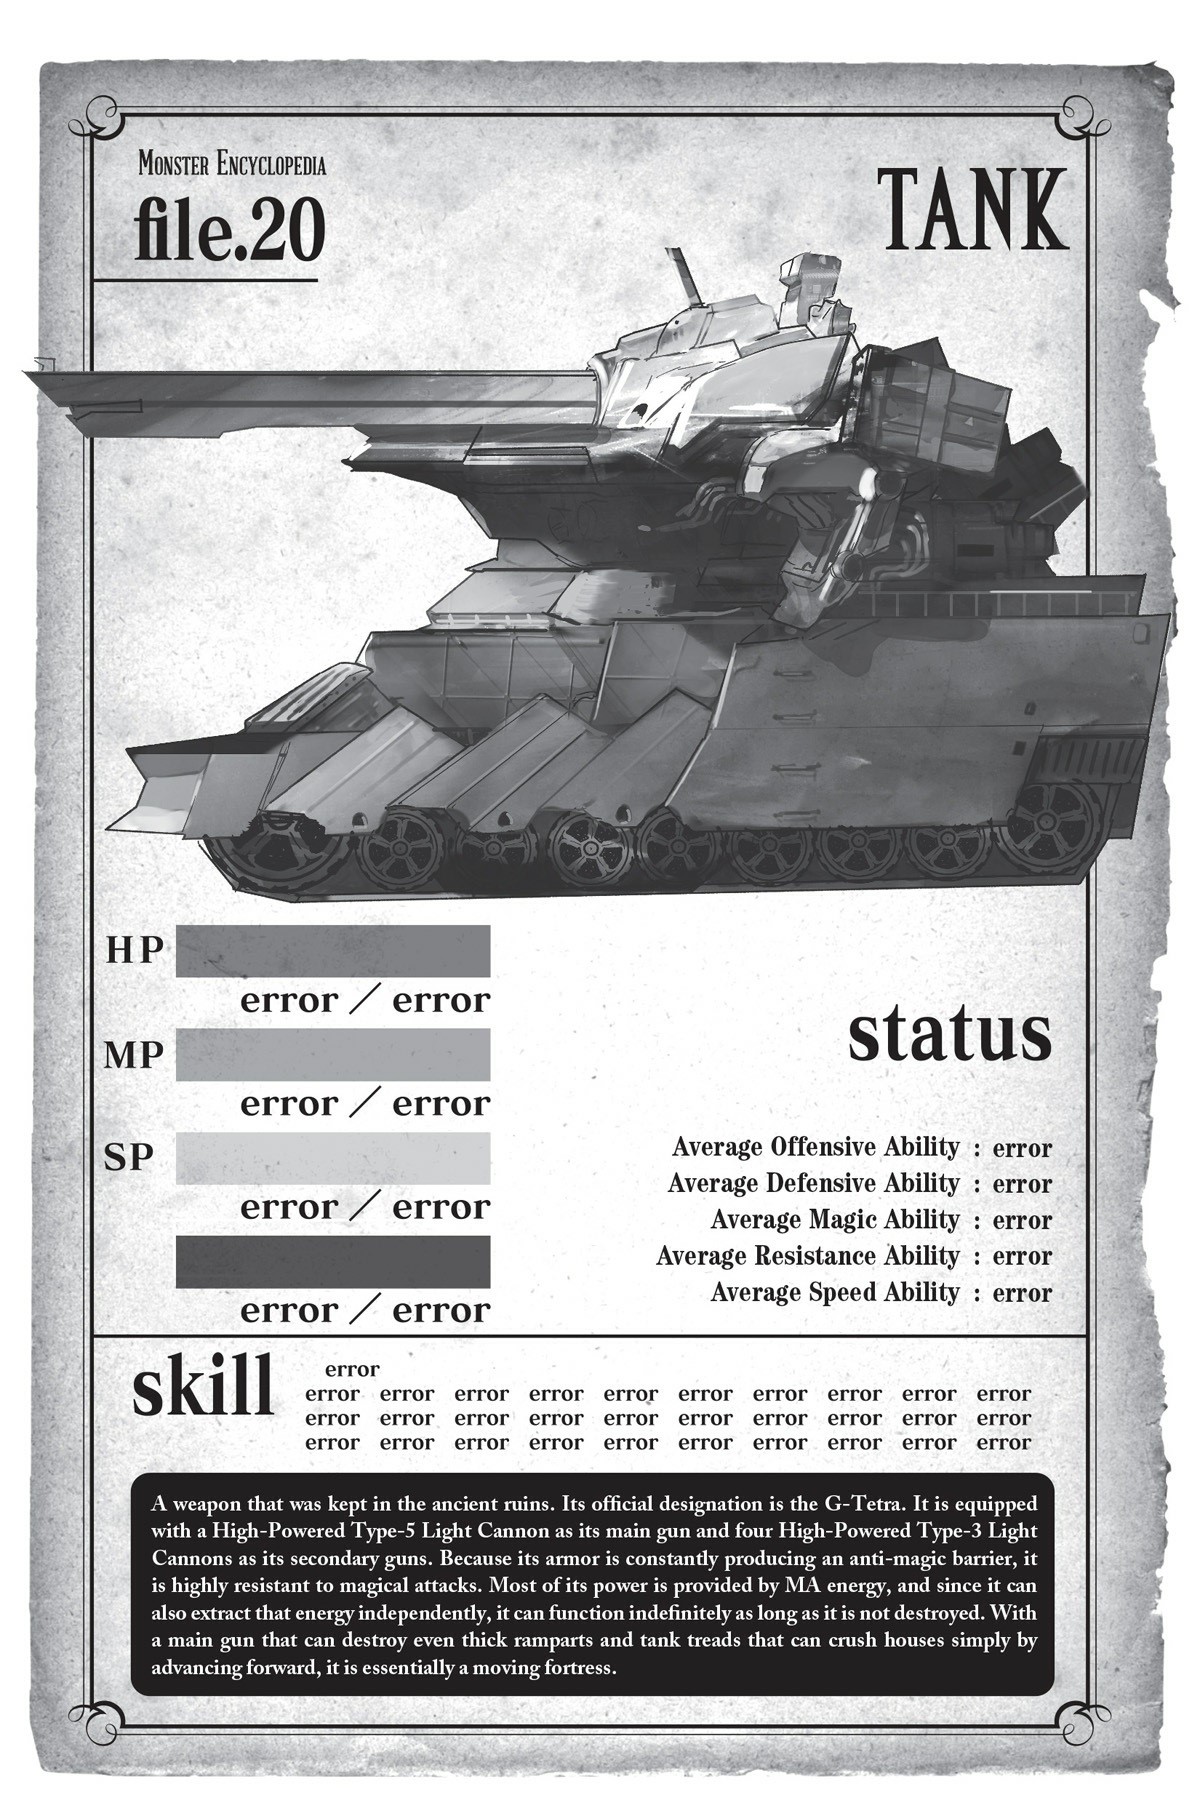 Monster Encyclopedia
file.20
TANK
HP
error / error
MP
error / error
SP
error / error
error / error
status
Average Offensive Ability : error
Average Defensive Ability : error
Average Magic Ability : error
Average Resistance Ability : error
Average Speed Ability : error
skill
error
error error error error error error error error error error
error error error error error error error error error error
error error error error error error error error error error
A weapon that was kept in the ancient ruins. Its official designation is the G-Tetra. It is equipped
with a High-Powered Type-5 Light Cannon as its main gun and four High-Powered Type-3 Light
Cannons as its secondary guns. Because its armor is constantly producing an anti-magic barrier, it
is highly resistant to magical attacks. Most of its power is provided by MA energy, and since it can
also extract that energy independently, it can function indefinitely as long as it is not destroyed. With
a main gun that can destroy even thick ramparts and tank treads that can crush houses simply by
advancing forward, it is essentially a moving fortress.